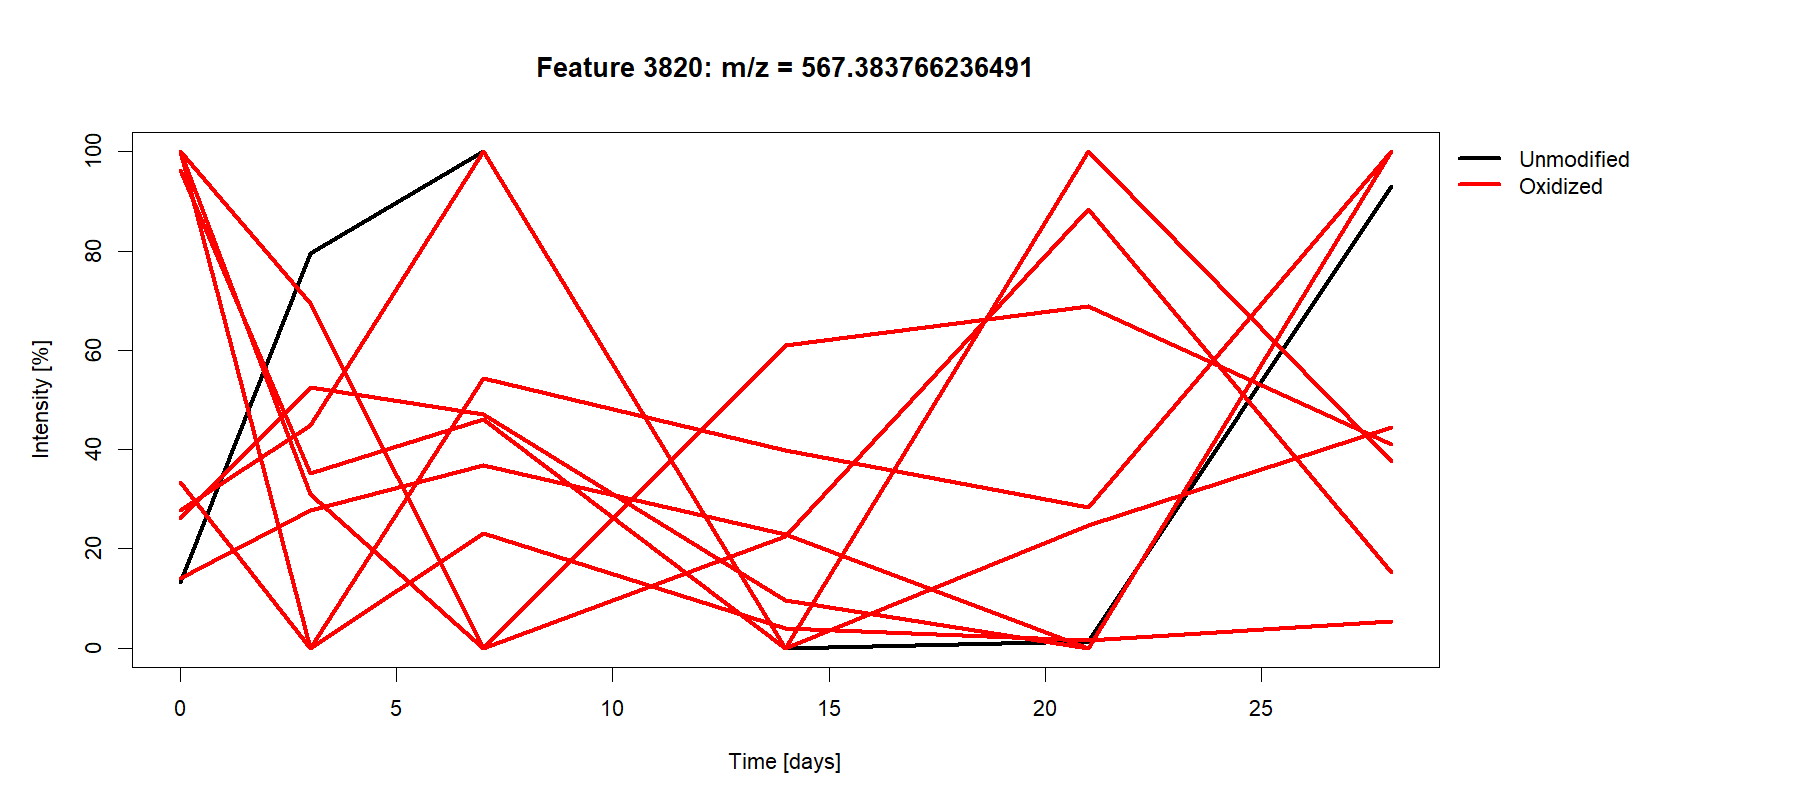 Feature 3820: m/z = 567.383766236491
100
80
60
40
20
0
Intensity [%]
0 5 10 15 20 25
Time [days]
Unmodified
Oxidized